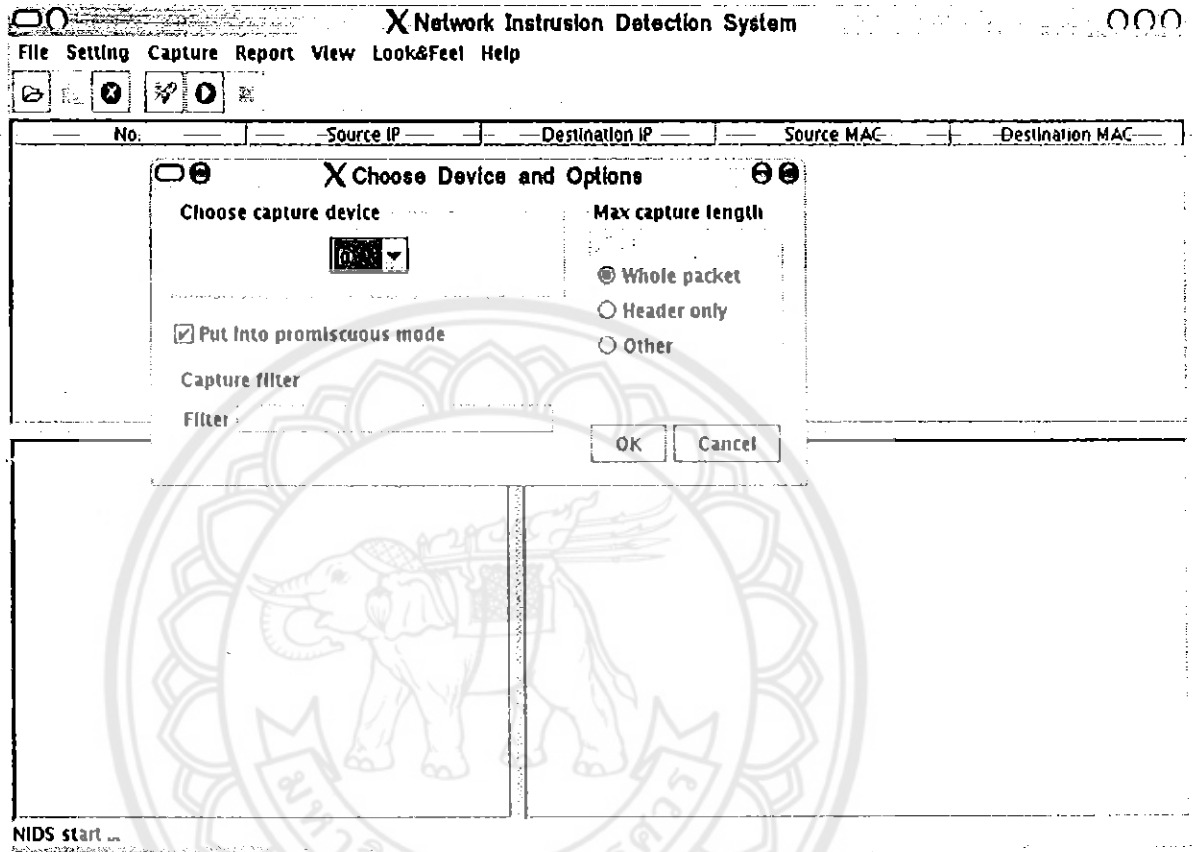 X Network Instrusion Detection System
File Setting Capture Report View Look&Feel Help
No. Source IP Destination IP Source MAC Destination MAC
X Choose Device and Options
Choose capture device
Max capture length
Whole packet
Header only
Put into promiscuous mode
Other
Capture filter
Filter
OK Cancel
NIDS start ...